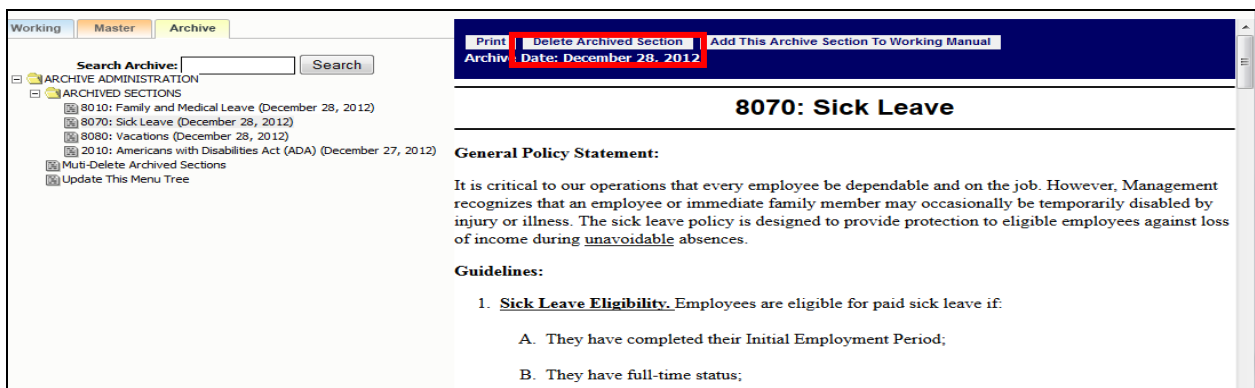 Working Master Archive
Search Archive: Search
ARCHIVE ADMINISTRATION
ARCHIVED SECTIONS
8010: Family and Medical Leave (December 28, 2012)
8070: Sick Leave (December 28, 2012)
8080: Vacations (December 28, 2012)
2010: Americans with Disabilities Act (ADA) (December 27, 2012)
Muti-Delete Archived Sections
Update This Menu Tree
Print Delete Archived Section Add This Archive Section To Working Manual
Archive Date: December 28, 2012
8070: Sick Leave
General Policy Statement:
It is critical to our operations that every employee be dependable and on the job. However, Management
recognizes that an employee or immediate family member may occasionally be temporarily disabled by
injury or illness. The sick leave policy is designed to provide protection to eligible employees against loss
of income during unavoidable absences.
Guidelines:
1. Sick Leave Eligibility. Employees are eligible for paid sick leave if:
A. They have completed their Initial Employment Period;
B. They have full-time status;